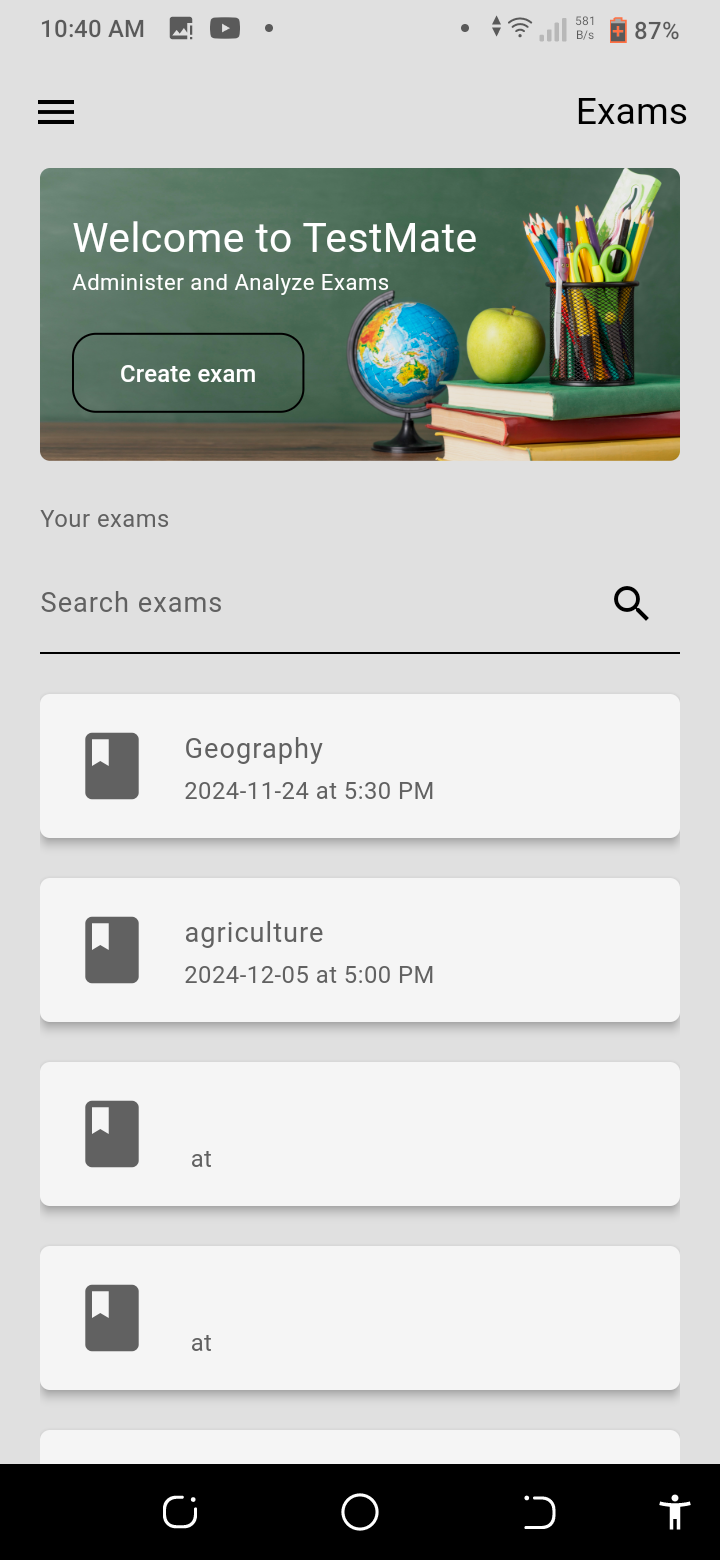 10:40 AM
581
B/s
87%
Exams
Welcome to TestMate
Administer and Analyze Exams
Create exam
Your exams
Search exams
Geography
2024-11-24 at 5:30 PM
agriculture
2024-12-05 at 5:00 PM
at
at